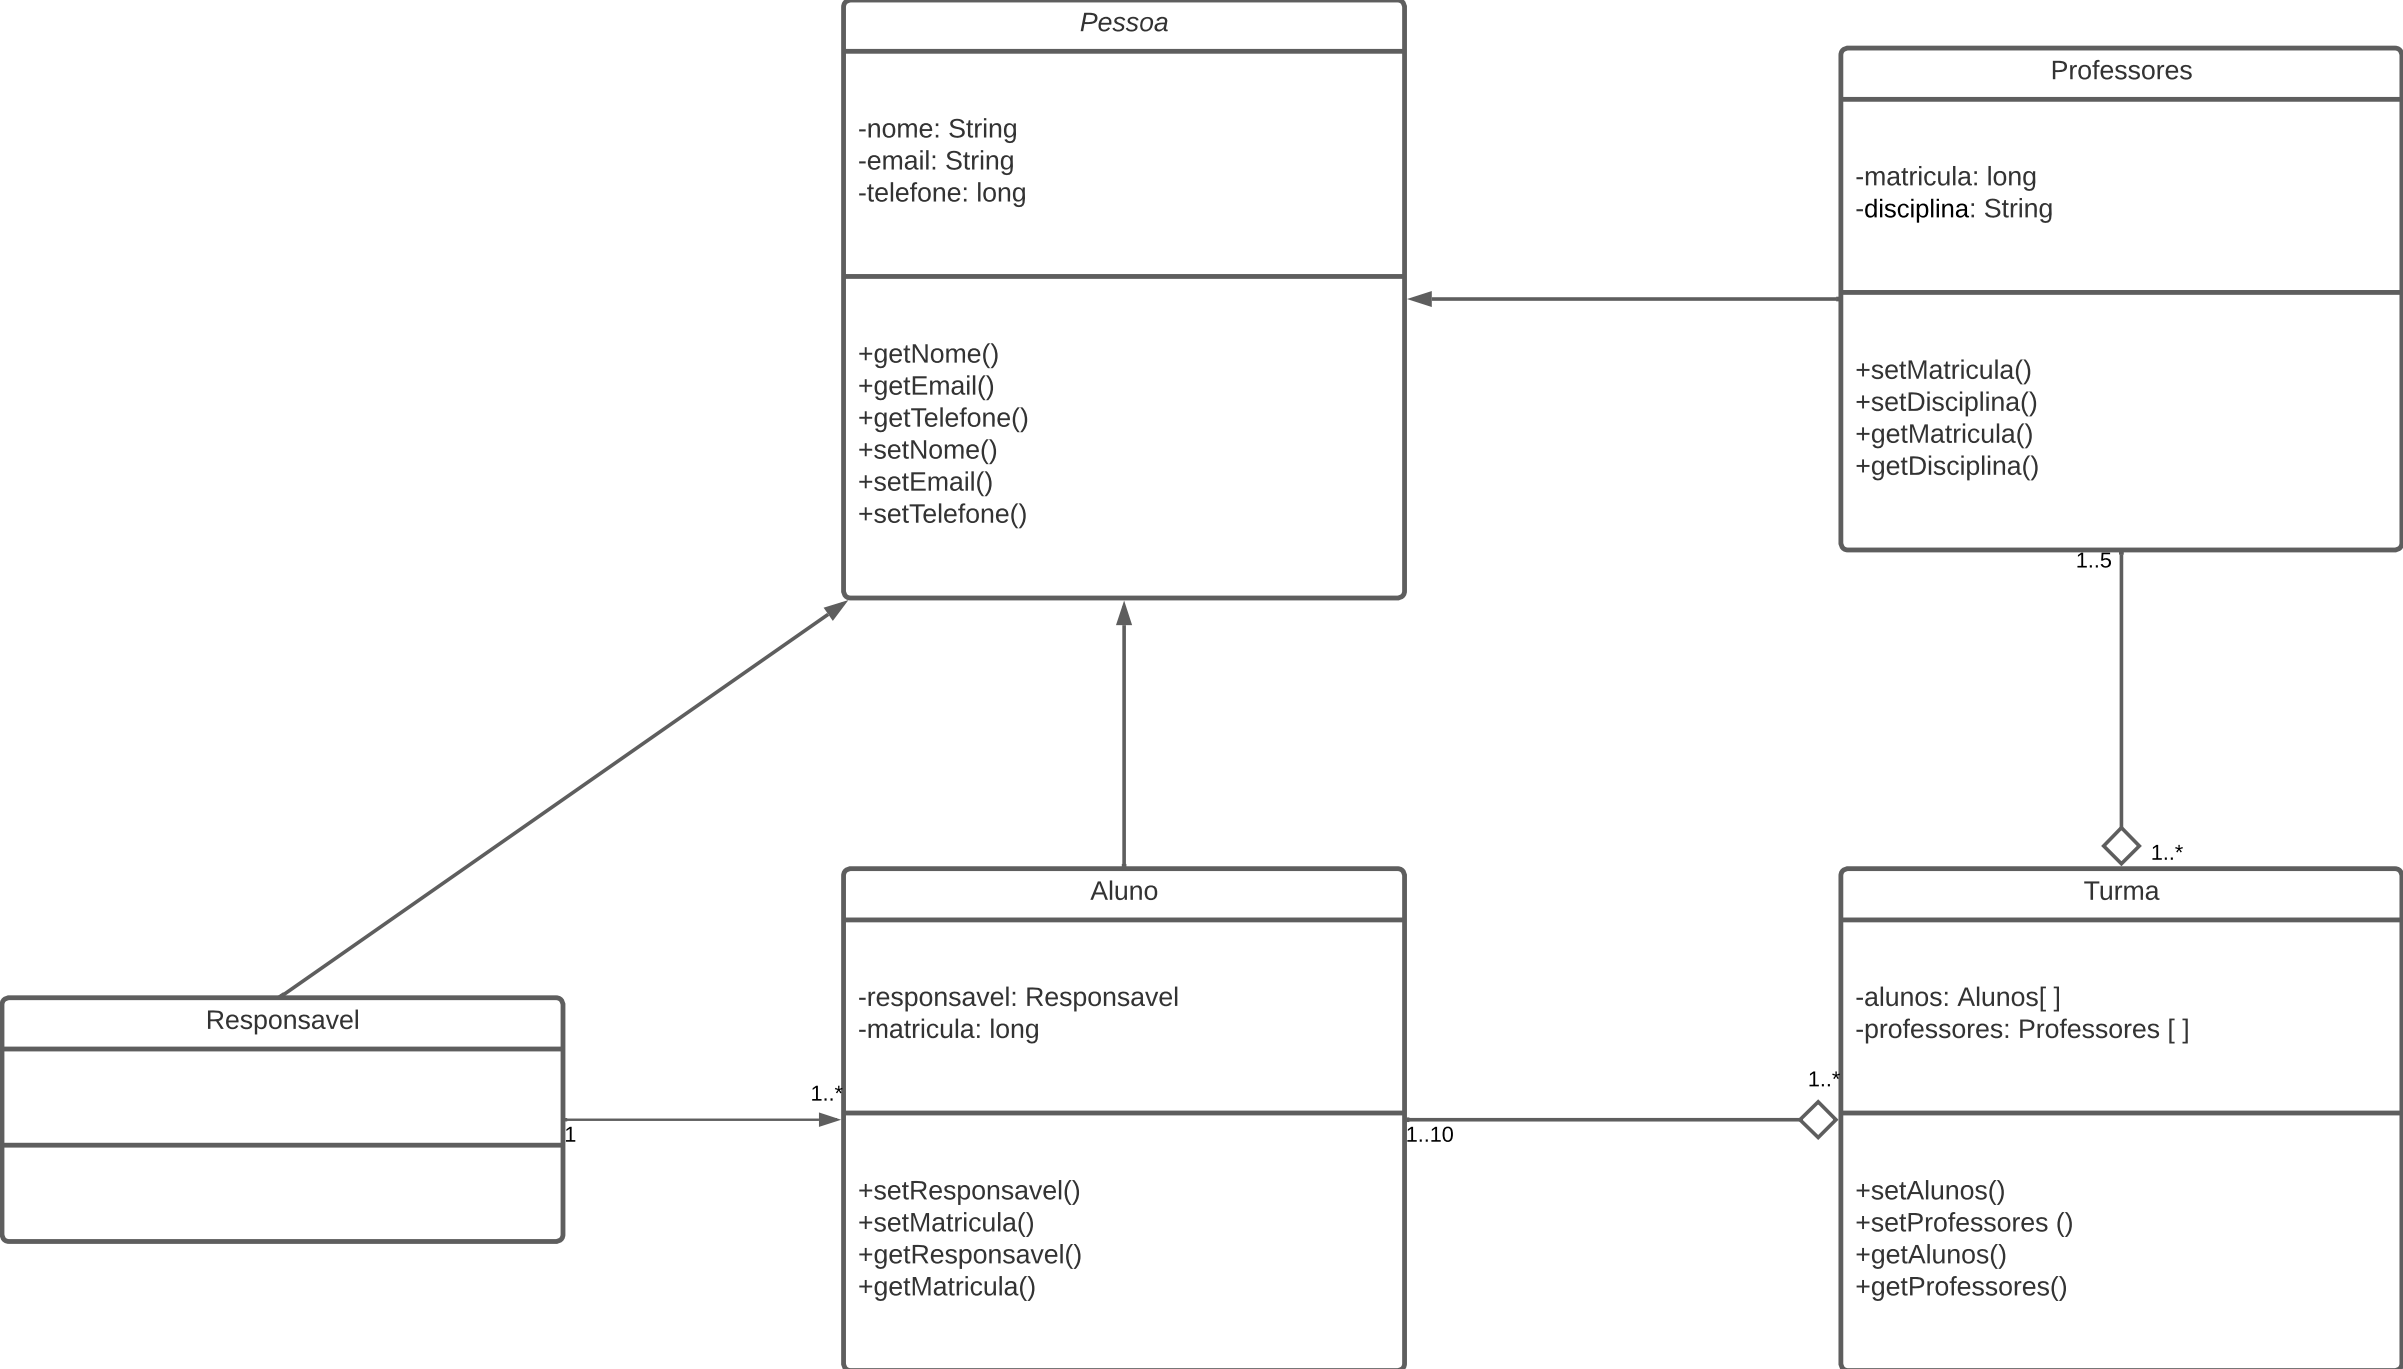 Pessoa
-nome: String
-email: String
-telefone: long
+getNome()
+getEmail()
+getTelefone()
+setNome()
+setEmail()
+setTelefone()
Professores
-matricula: long
-disciplina: String
+setMatricula()
+setDisciplina()
+getMatricula()
+getDisciplina()
1..5
1..*
Responsavel
1
1..*
Aluno
-responsavel: Responsavel
-matricula: long
+setResponsavel()
+setMatricula()
+getResponsavel()
+getMatricula()
1..10
1..*
Turma
-alunos: Alunos[ ]
-professores: Professores [ ]
+setAlunos()
+setProfessores ()
+getAlunos()
+getProfessores()